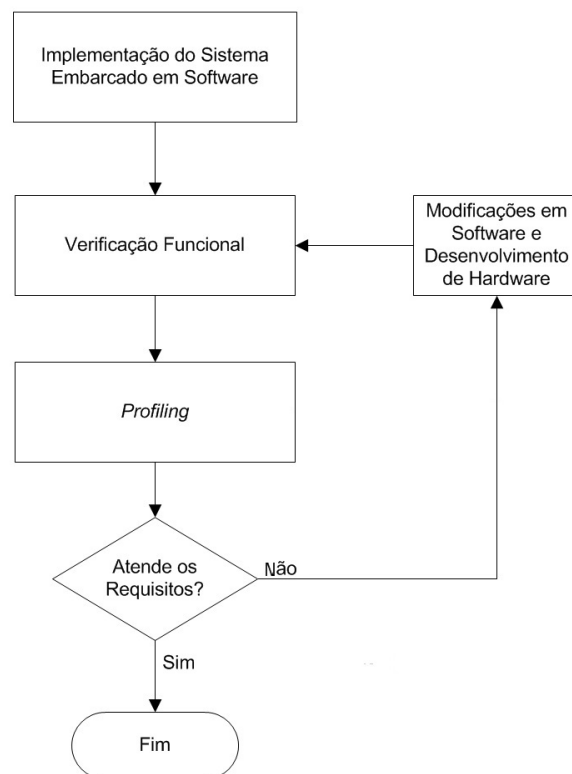 Implementação do Sistema
Embarcado em Software
Verificação Funcional
Modificações em
Software e
Desenvolvimento
de Hardware
Profiling
Atende os
Requisitos?
Não
Sim
Fim